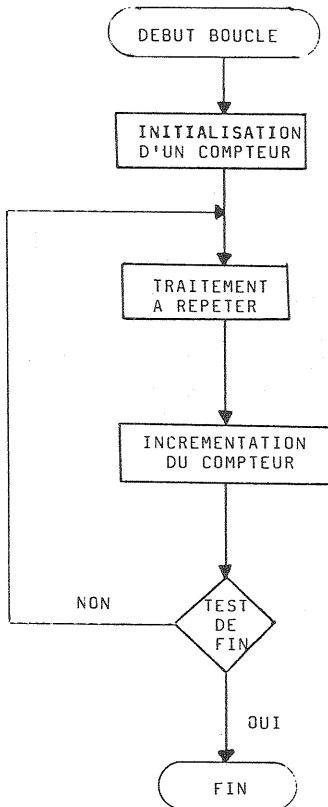 DEBUT BOUCLE
INITIALISATION
D'UN COMPTEUR
TRAITEMENT
A REPETER
INCREMENTATION
DU COMPTEUR
TEST
DE
FIN
NON
OUI
FIN